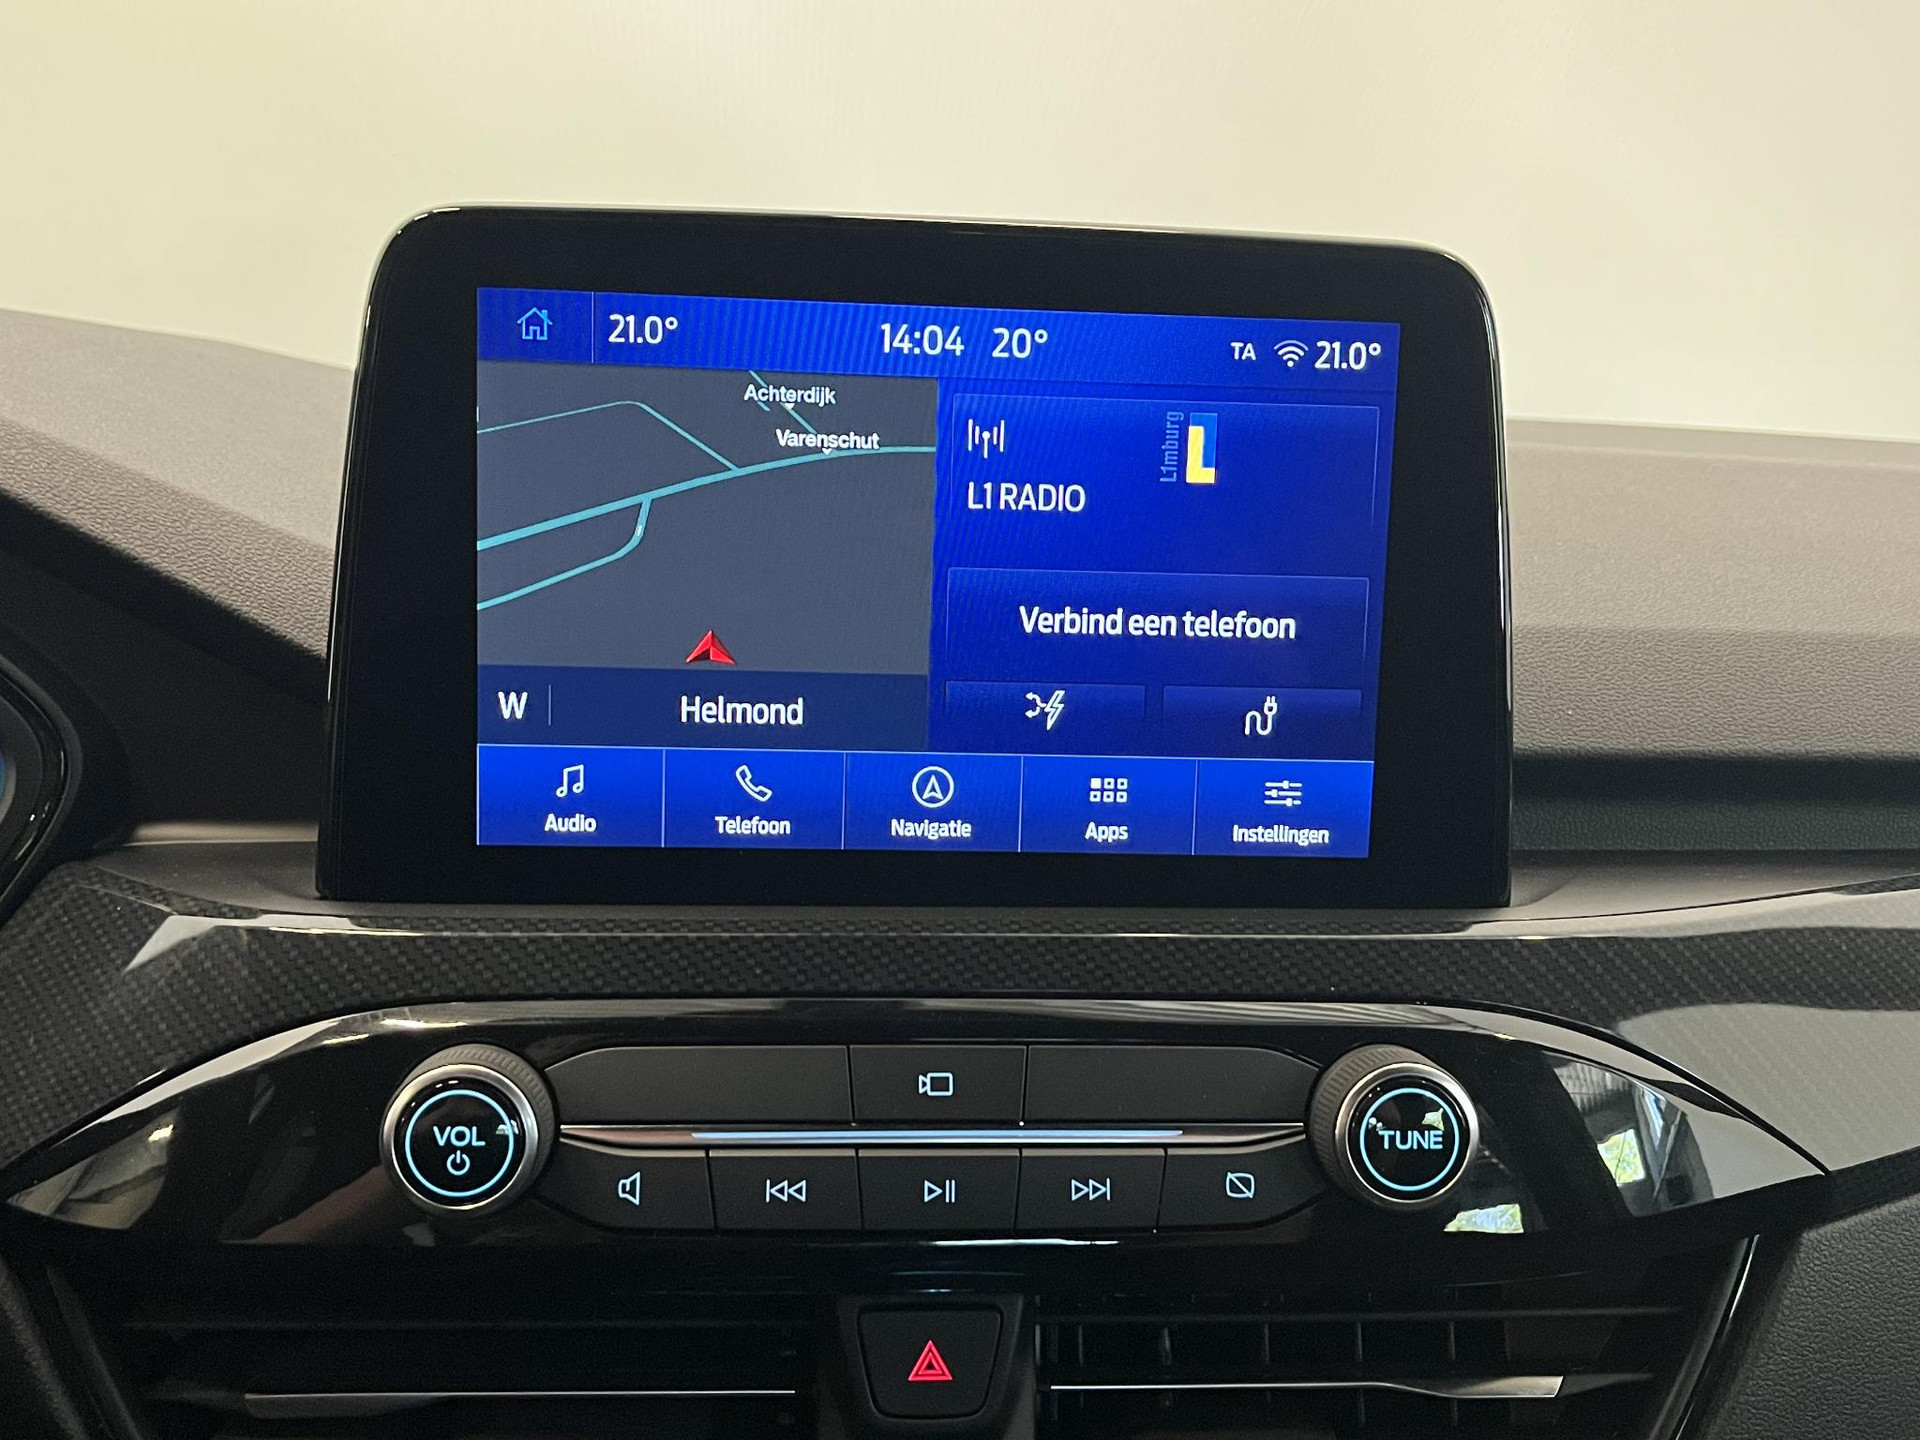 21.0°
14:04 20°
TA 21.0°
Achterdijk
Varenschut
L1mburg
L1 RADIO
Verbind een telefoon
W
Helmond
Audio
Telefoon
Navigatie
Apps
Instellingen
VOL
TUNE